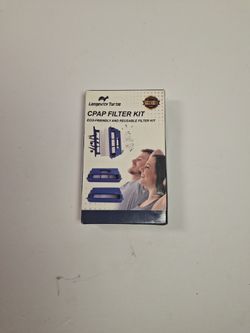 Longevity Turbo
CPAP FILTER KIT
ECO-FRIENDLY AND REUSABLE FILTER KIT